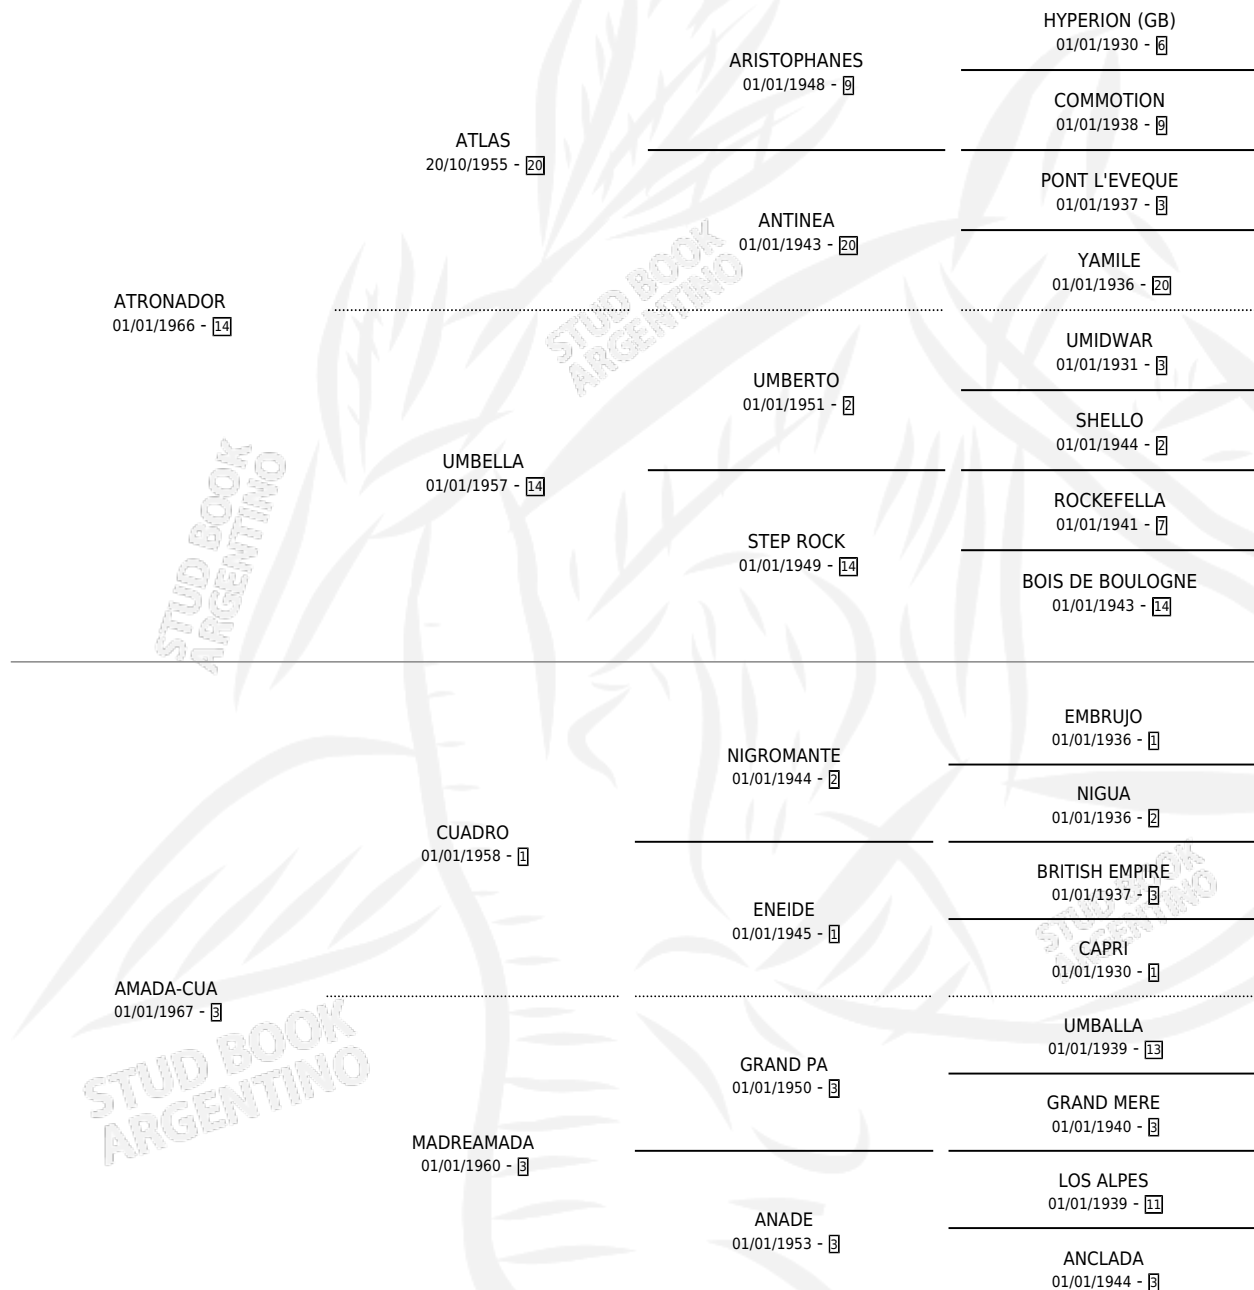 HYPERION (GB)
01/01/1930 - 6
ARISTOPHANES
01/01/1948 - 9
COMMOTION
01/01/1938 - 9
ATLAS
20/10/1955 - 20
PONT L'EVEQUE
01/01/1937 - 3
ANTINEA
01/01/1943 - 20
YAMILE
01/01/1936 - 20
ATRONADOR
01/01/1966 - 14
UMIDWAR
01/01/1931 - 3
UMBERTO
01/01/1951 - 2
SHELLO
01/01/1944 - 2
UMBELLA
01/01/1957 - 14
ROCKEFELLA
01/01/1941 - 7
STEP ROCK
01/01/1949 - 14
BOIS DE BOULOGNE
01/01/1943 - 14
EMBRUJO
01/01/1936 - 1
NIGROMANTE
01/01/1944 - 2
NIGUA
01/01/1936 - 2
CUADRO
01/01/1958 - 1
BRITISH EMPIRE
01/01/1937 - 3
ENEIDE
01/01/1945 - 1
CAPRI
01/01/1930 - 1
AMADA-CUA
01/01/1967 - 3
UMBALLA
01/01/1939 - 13
GRAND PA
01/01/1950 - 3
GRAND MERE
01/01/1940 - 3
MADREAMADA
01/01/1960 - 3
LOS ALPES
01/01/1939 - 11
ANADE
01/01/1953 - 3
ANCLADA
01/01/1944 - 3
STUD BOOK
ARGENTINO
STUD BOOK
ARGENTINO
STUD BOOK
ARGENTINO
STUD BOOK
ARGENTINO